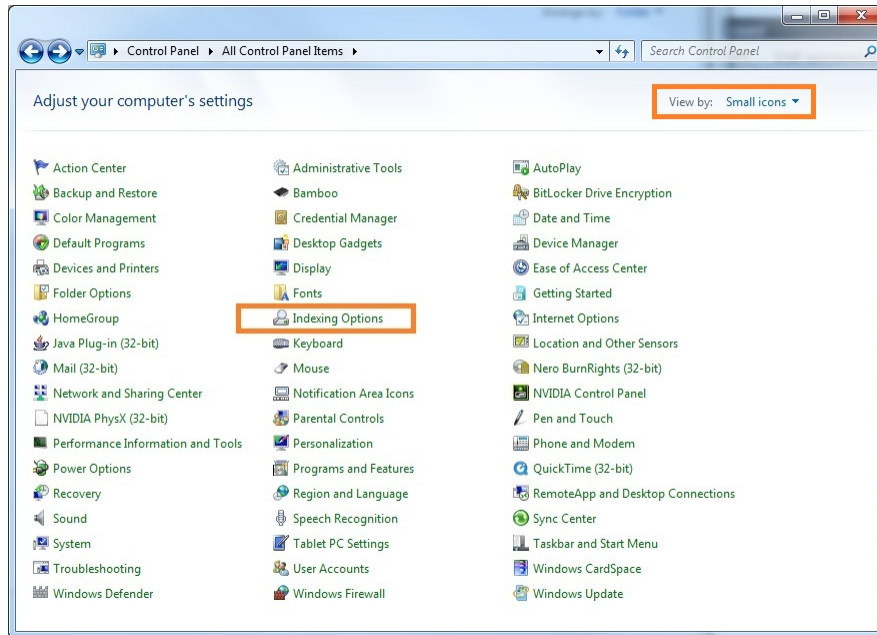 Control Panel ▸ All Control Panel Items ▸
Search Control Panel
Adjust your computer's settings
View by: Small icons
Action Center
Administrative Tools
AutoPlay
Backup and Restore
Bamboo
BitLocker Drive Encryption
Color Management
Credential Manager
Date and Time
Default Programs
Desktop Gadgets
Device Manager
Devices and Printers
Display
Ease of Access Center
Folder Options
Fonts
Getting Started
HomeGroup
Indexing Options
Internet Options
Java Plug-in (32-bit)
Keyboard
Location and Other Sensors
Mail (32-bit)
Mouse
Nero BurnRights (32-bit)
Network and Sharing Center
Notification Area Icons
NVIDIA Control Panel
NVIDIA PhysX (32-bit)
Parental Controls
Pen and Touch
Performance Information and Tools
Personalization
Phone and Modem
Power Options
Programs and Features
QuickTime (32-bit)
Recovery
Region and Language
RemoteApp and Desktop Connections
Sound
Speech Recognition
Sync Center
System
Tablet PC Settings
Taskbar and Start Menu
Troubleshooting
User Accounts
Windows CardSpace
Windows Defender
Windows Firewall
Windows Update